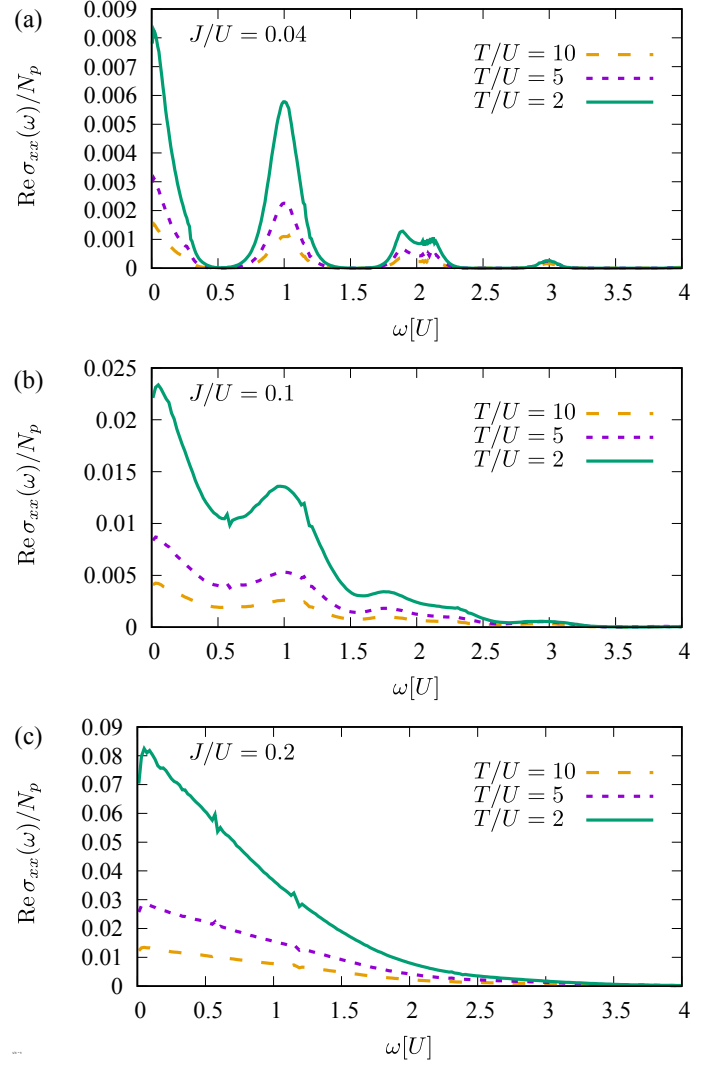 (a)
J/U = 0.04
T/U = 10
T/U = 5
T/U = 2
Re σxx(ω)/Np
0.009
0.008
0.007
0.006
0.005
0.004
0.003
0.002
0.001
0
0 0.5 1 1.5 2 2.5 3 3.5 4
ω[U]
(b)
J/U = 0.1
T/U = 10
T/U = 5
T/U = 2
Re σxx(ω)/Np
0.025
0.02
0.015
0.01
0.005
0
0 0.5 1 1.5 2 2.5 3 3.5 4
ω[U]
(c)
J/U = 0.2
T/U = 10
T/U = 5
T/U = 2
Re σxx(ω)/Np
0.09
0.08
0.07
0.06
0.05
0.04
0.03
0.02
0.01
0
0 0.5 1 1.5 2 2.5 3 3.5 4
ω[U]